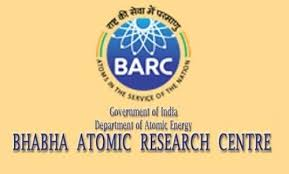 राष्ट्र की सेवा में परमाणु
BARC
ATOMS IN THE SERVICE OF THE NATION
Government of India
Department of Atomic Energy
BHABHA ATOMIC RESEARCH CENTRE